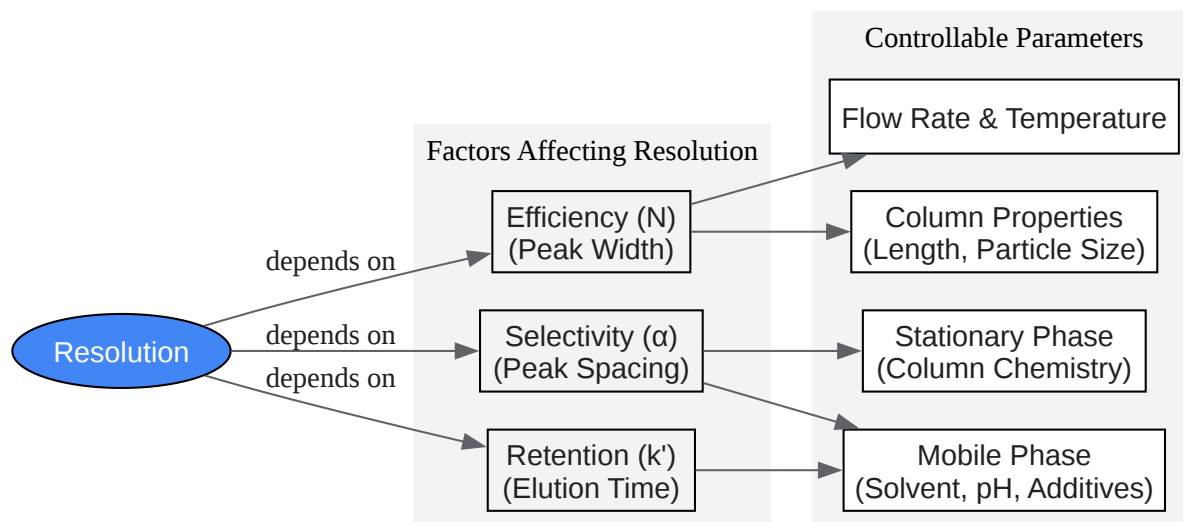 Controllable Parameters
Flow Rate & Temperature
Factors Affecting Resolution
Efficiency (N)
(Peak Width)
Column Properties
(Length, Particle Size)
depends on
Resolution
depends on
Selectivity (α)
(Peak Spacing)
Stationary Phase
(Column Chemistry)
depends on
Retention (k')
(Elution Time)
Mobile Phase
(Solvent, pH, Additives)